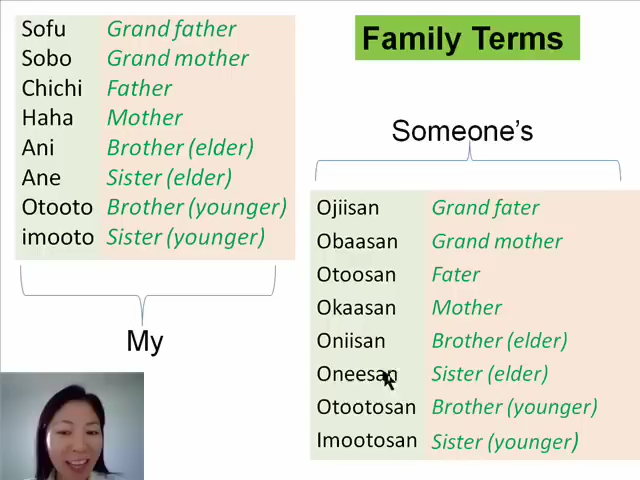 Family Terms
Sofu Grand father
Sobo Grand mother
Chichi Father
Haha Mother
Ani Brother (elder)
Ane Sister (elder)
Otooto Brother (younger)
imooto Sister (younger)
My
Someone's
Ojiisan Grand fater
Obaasan Grand mother
Otoosan Fater
Okaasan Mother
Oniisan Brother (elder)
Oneesan Sister (elder)
Otootosan Brother (younger)
Imootosan Sister (younger)